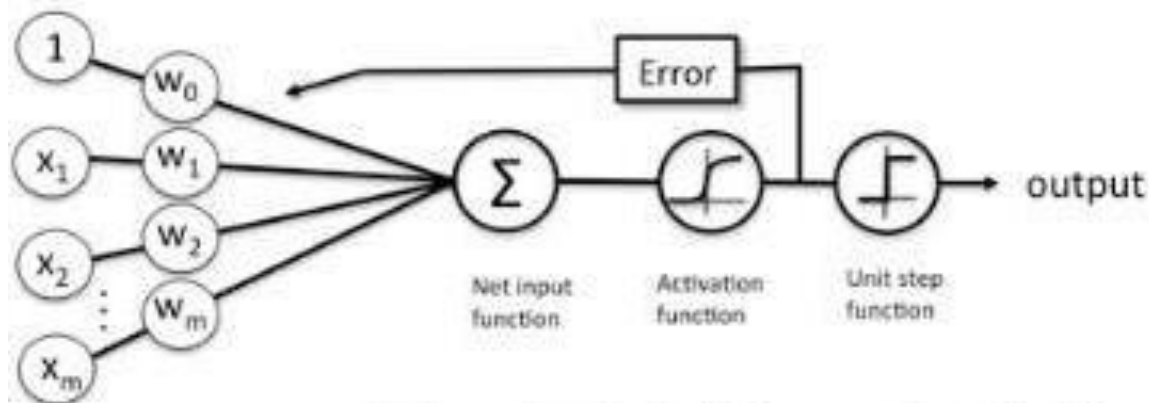 1
w0
Error
x1
w1
Σ
output
x2
w2
Net input
function
Activation
function
Unit step
function
wm
xm